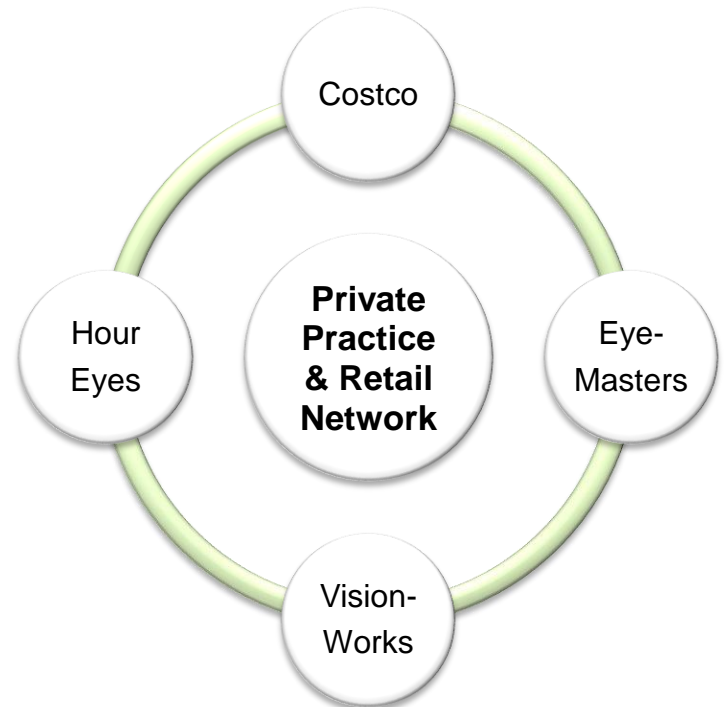 Costco
Hour
Eyes
Private
Practice
& Retail
Network
Eye-
Masters
Vision-
Works